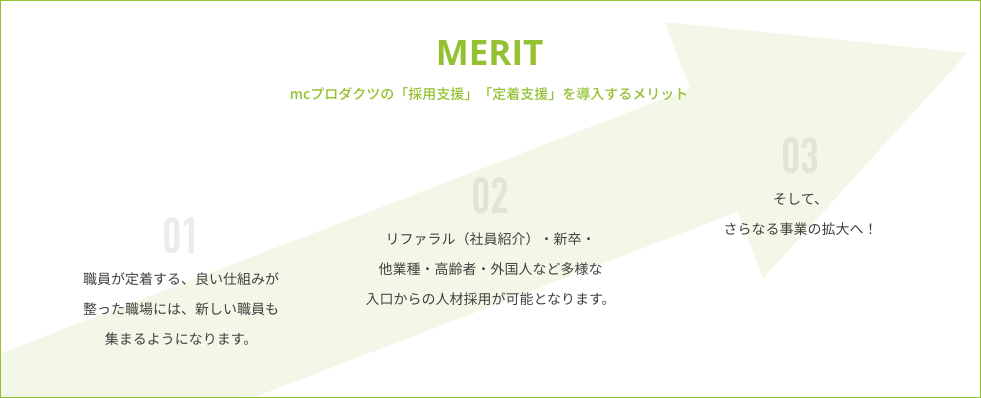 MERIT
mcプロダクツの「採用支援」「定着支援」を導入するメリット
01
職員が定着する、良い仕組みが
整った職場には、新しい職員も
集まるようになります。
02
リファラル（社員紹介）・新卒・
他業種・高齢者・外国人など多様な
入口からの人材採用が可能となります。
03
そして、
さらなる事業の拡大へ！